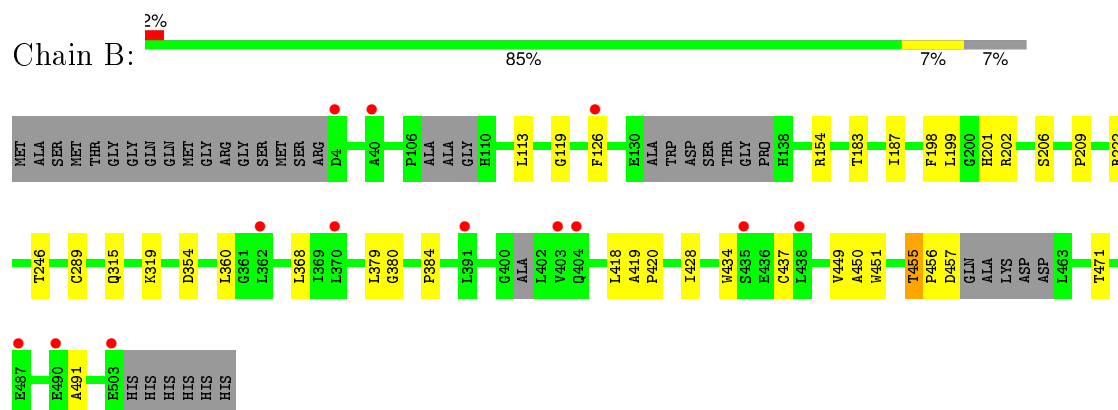 2%
Chain B:
85% 7% 7%
MET ALA SER MET THR GLY GLY GLN GLN MET GLY ARG GLY SER MET SER ARG D4 A40 P106 ALA ALA GLY H110 L113 G119 F126 E130 ALA TRP ASP SER THR GLY PRO H138 R154 T183 I187 F198 L199 G200 H201 R202 S206 P209
T246 C289 Q315 K319 D354 L360 G361 L362 L368 I369 L370 L379 G380 P384 L391 G400 ALA L402 V403 Q404 L418 A419 P420 I428 W434 S435 E436 C437 L438 V449 A450 W451 T455 P456 D457 GLN ALA LYS ASP ASP L463 T471
E487 E490 A491 E503 HIS HIS HIS HIS HIS HIS